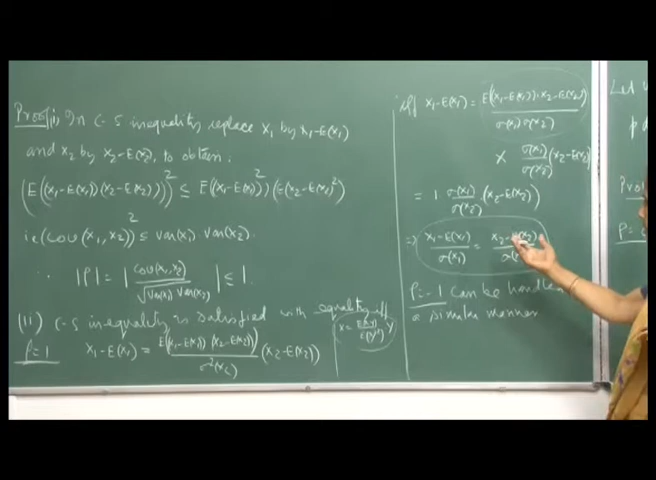 Proof (i) In C-S inequality replace X₁ by X₁-E(X₁)
and X₂ by X₂-E(X₂), to obtain:
(E((X₁-E(X₁))(X₂-E(X₂))))² ≤ E((X₁-E(X₁))²)(E(X₂-E(X₂)²)
i.e (COV(X₁,X₂))² ≤ Var(X₁) Var(X₂).
∴ |ρ| = | COV(X₁,X₂) / √Var(X₁) Var(X₂) | ≤ 1.
(ii) C-S inequality is satisfied with equality iff
X = E(XY)/E(Y²) Y
ρ=1 X₁-E(X₁) = E((X₁-E(X₁))(X₂-E(X₂)))/σ²(X₂) (X₂-E(X₂))
iff X₁-E(X₁) = E(X₁-E(X₁)).X₂-E(X₂)/σ(X₁)σ(X₂)
× σ(X₁)/σ(X₂) (X₂-E(X₂))
= 1 σ(X₁)/σ(X₂) .(X₂-E(X₂))
⇒ X₁-E(X₁)/σ(X₁) = X₂-E(X₂)
ρ=-1 can be
a similar manner
Let